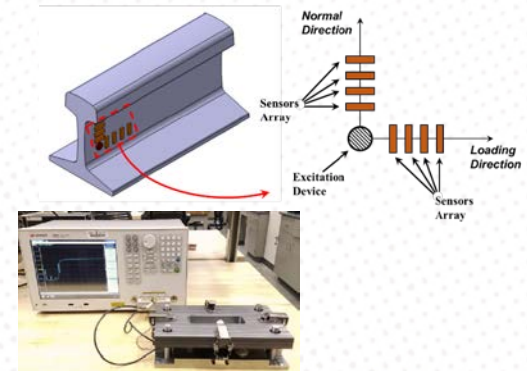 Normal
Direction
Sensors
Array
Loading
Direction
Excitation
Device
Sensors
Array